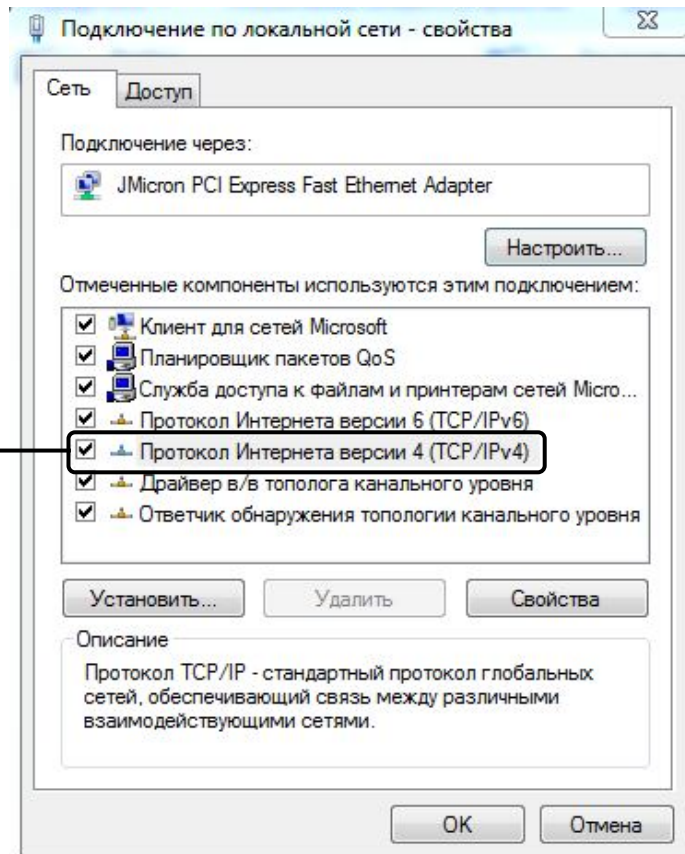 Подключение по локальной сети - свойства
Сеть
Доступ
Подключение через:
JMicron PCI Express Fast Ethernet Adapter
Настроить...
Отмеченные компоненты используются этим подключением:
Клиент для сетей Microsoft
Планировщик пакетов QoS
Служба доступа к файлам и принтерам сетей Micro...
Протокол Интернета версии 6 (TCP/IPv6)
Протокол Интернета версии 4 (TCP/IPv4)
Драйвер в/в тополога канального уровня
Ответчик обнаружения топологии канального уровня
Установить...
Удалить
Свойства
Описание
Протокол TCP/IP - стандартный протокол глобальных
сетей, обеспечивающий связь между различными
взаимодействующими сетями.
OK
Отмена